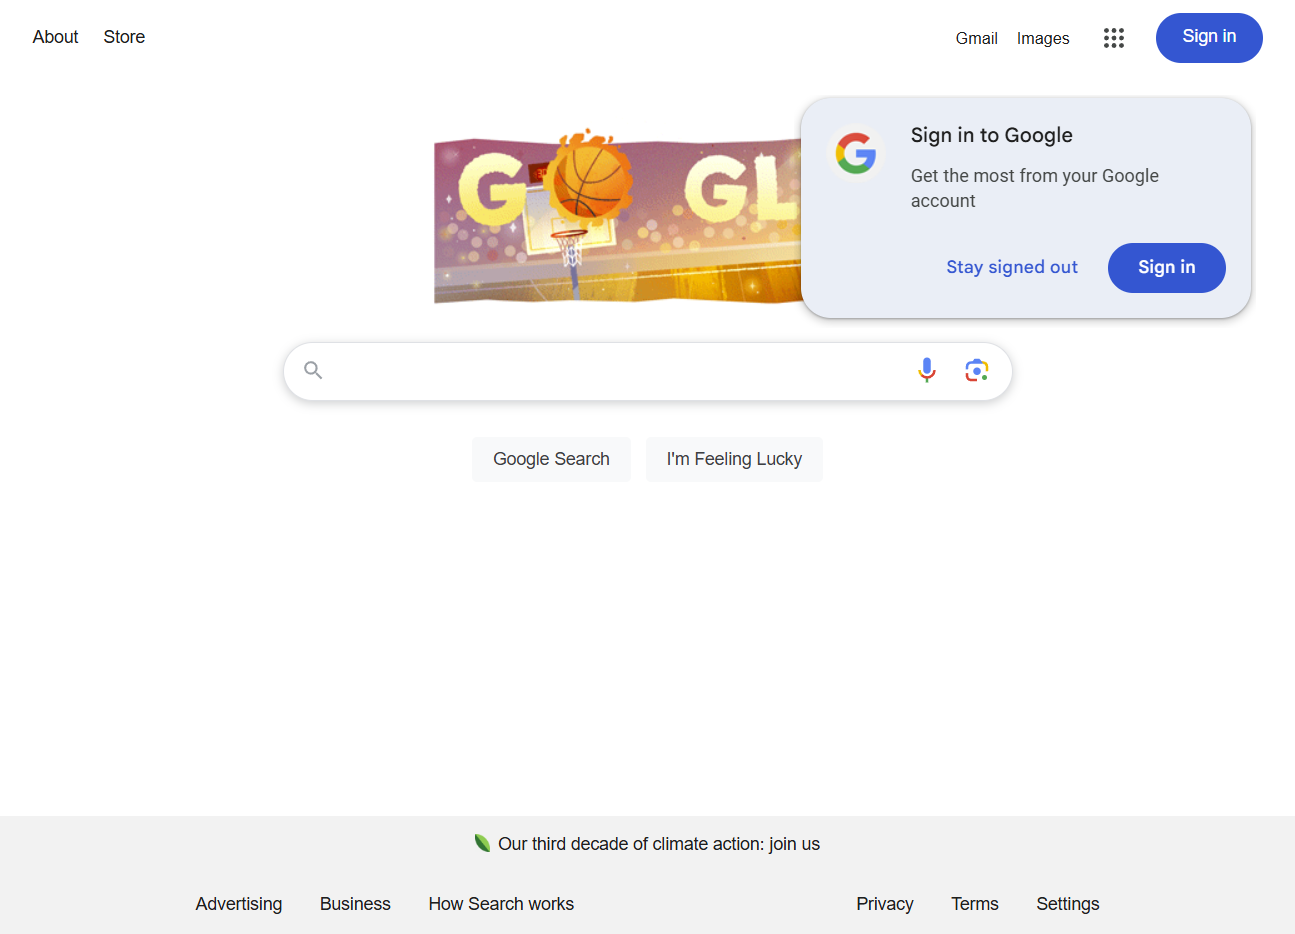 About Store
Gmail Images Sign in
Sign in to Google
Get the most from your Google
account
Stay signed out Sign in
G GL
30
Google Search I'm Feeling Lucky
Our third decade of climate action: join us
Advertising Business How Search works
Privacy Terms Settings